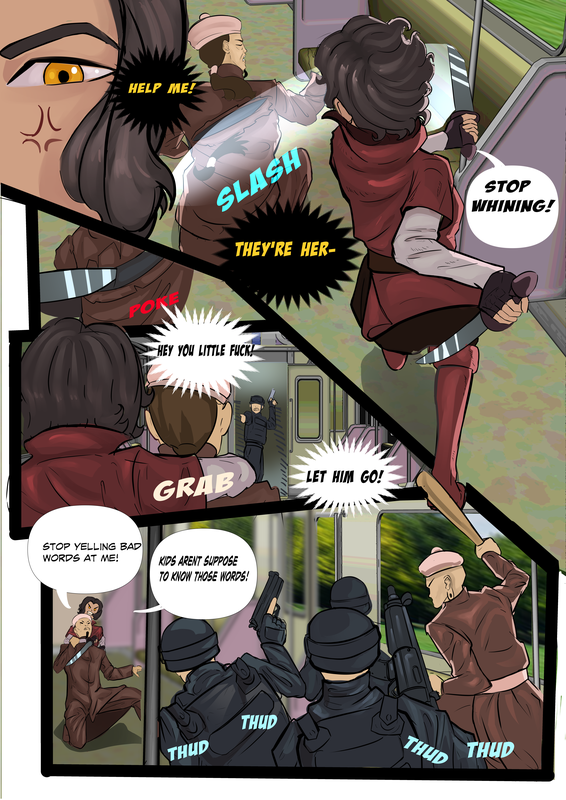 HELP ME!
SLASH
STOP
WHINING!
THEY'RE HER-
POKE
HEY YOU LITTLE FUCK!
GRAB
LET HIM GO!
STOP YELLING BAD
WORDS AT ME!
KIDS ARENT SUPPOSE
TO KNOW THOSE WORDS!
THUD
THUD
THUD
THUD